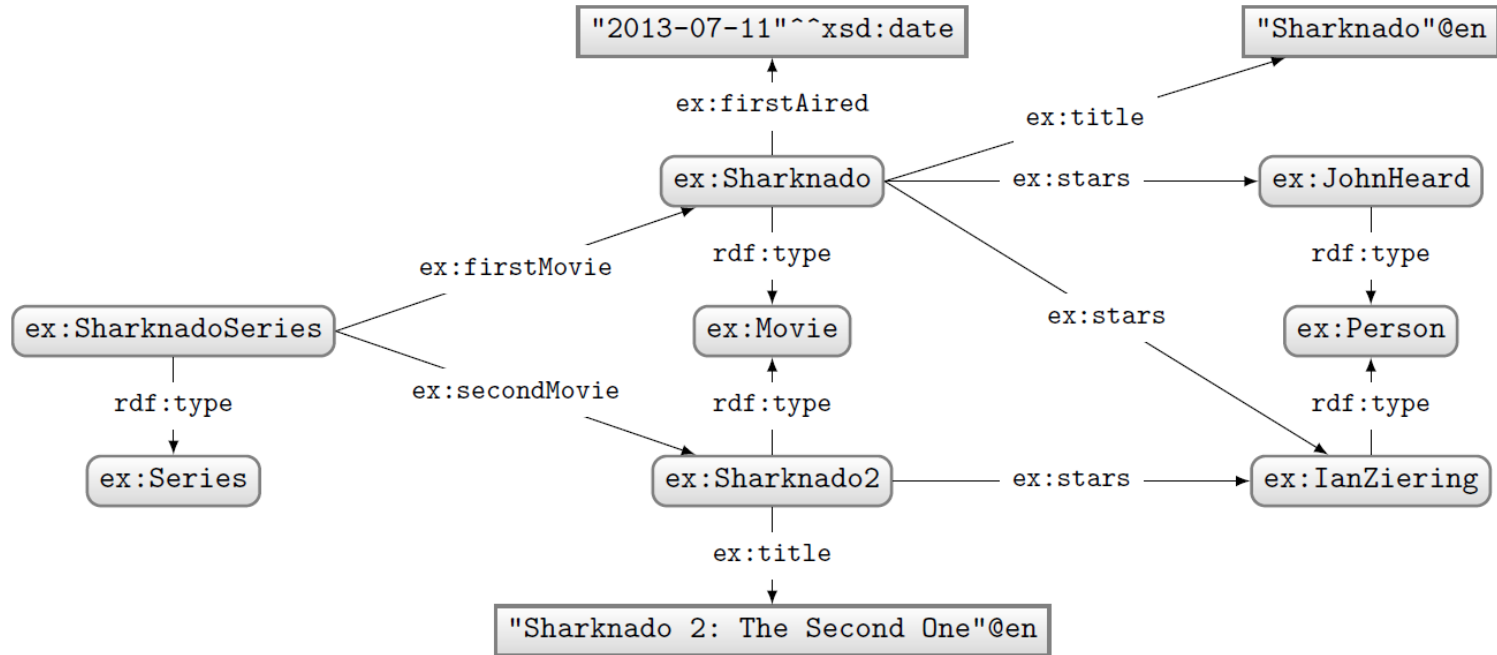 "2013-07-11"^^xsd:date
"Sharknado"@en
ex:firstAired
ex:title
ex:Sharknado
ex:stars
ex:JohnHeard
ex:firstMovie
rdf:type
rdf:type
ex:SharknadoSeries
ex:Movie
ex:stars
ex:Person
rdf:type
ex:secondMovie
rdf:type
rdf:type
ex:Series
ex:Sharknado2
ex:stars
ex:IanZiering
ex:title
"Sharknado 2: The Second One"@en